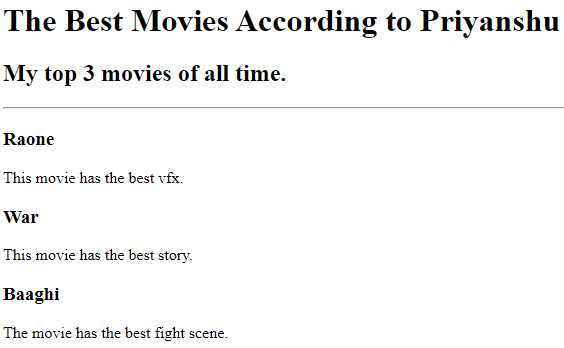 The Best Movies According to Priyanshu
My top 3 movies of all time.
Raone
This movie has the best vfx.
War
This movie has the best story.
Baaghi
The movie has the best fight scene.